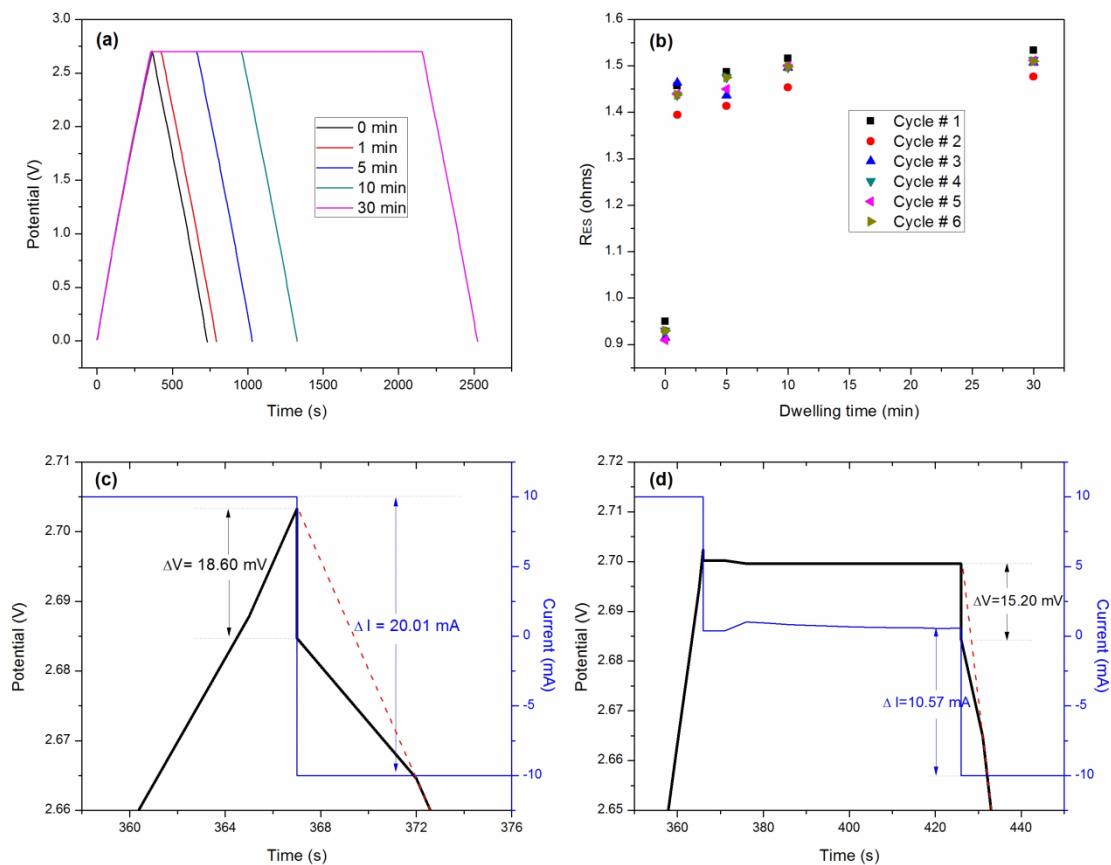 (a)
3.0
2.5
2.0
1.5
1.0
0.5
0.0
Potential (V)
0 min
1 min
5 min
10 min
30 min
0 500 1000 1500 2000 2500
Time (s)
(b)
1.6
1.5
1.4
1.3
1.2
1.1
1.0
0.9
RES (ohms)
Cycle # 1
Cycle # 2
Cycle # 3
Cycle # 4
Cycle # 5
Cycle # 6
0 5 10 15 20 25 30
Dwelling time (min)
(c)
2.71
2.70
2.69
2.68
2.67
2.66
Potential (V)
ΔV= 18.60 mV
Δ I = 20.01 mA
10
5
0
-5
-10
Current (mA)
360 364 368 372 376
Time (s)
(d)
2.72
2.71
2.70
2.69
2.68
2.67
2.66
2.65
Potential (V)
ΔV=15.20 mV
Δ I=10.57 mA
10
5
0
-5
-10
Current (mA)
360 380 400 420 440
Time (s)